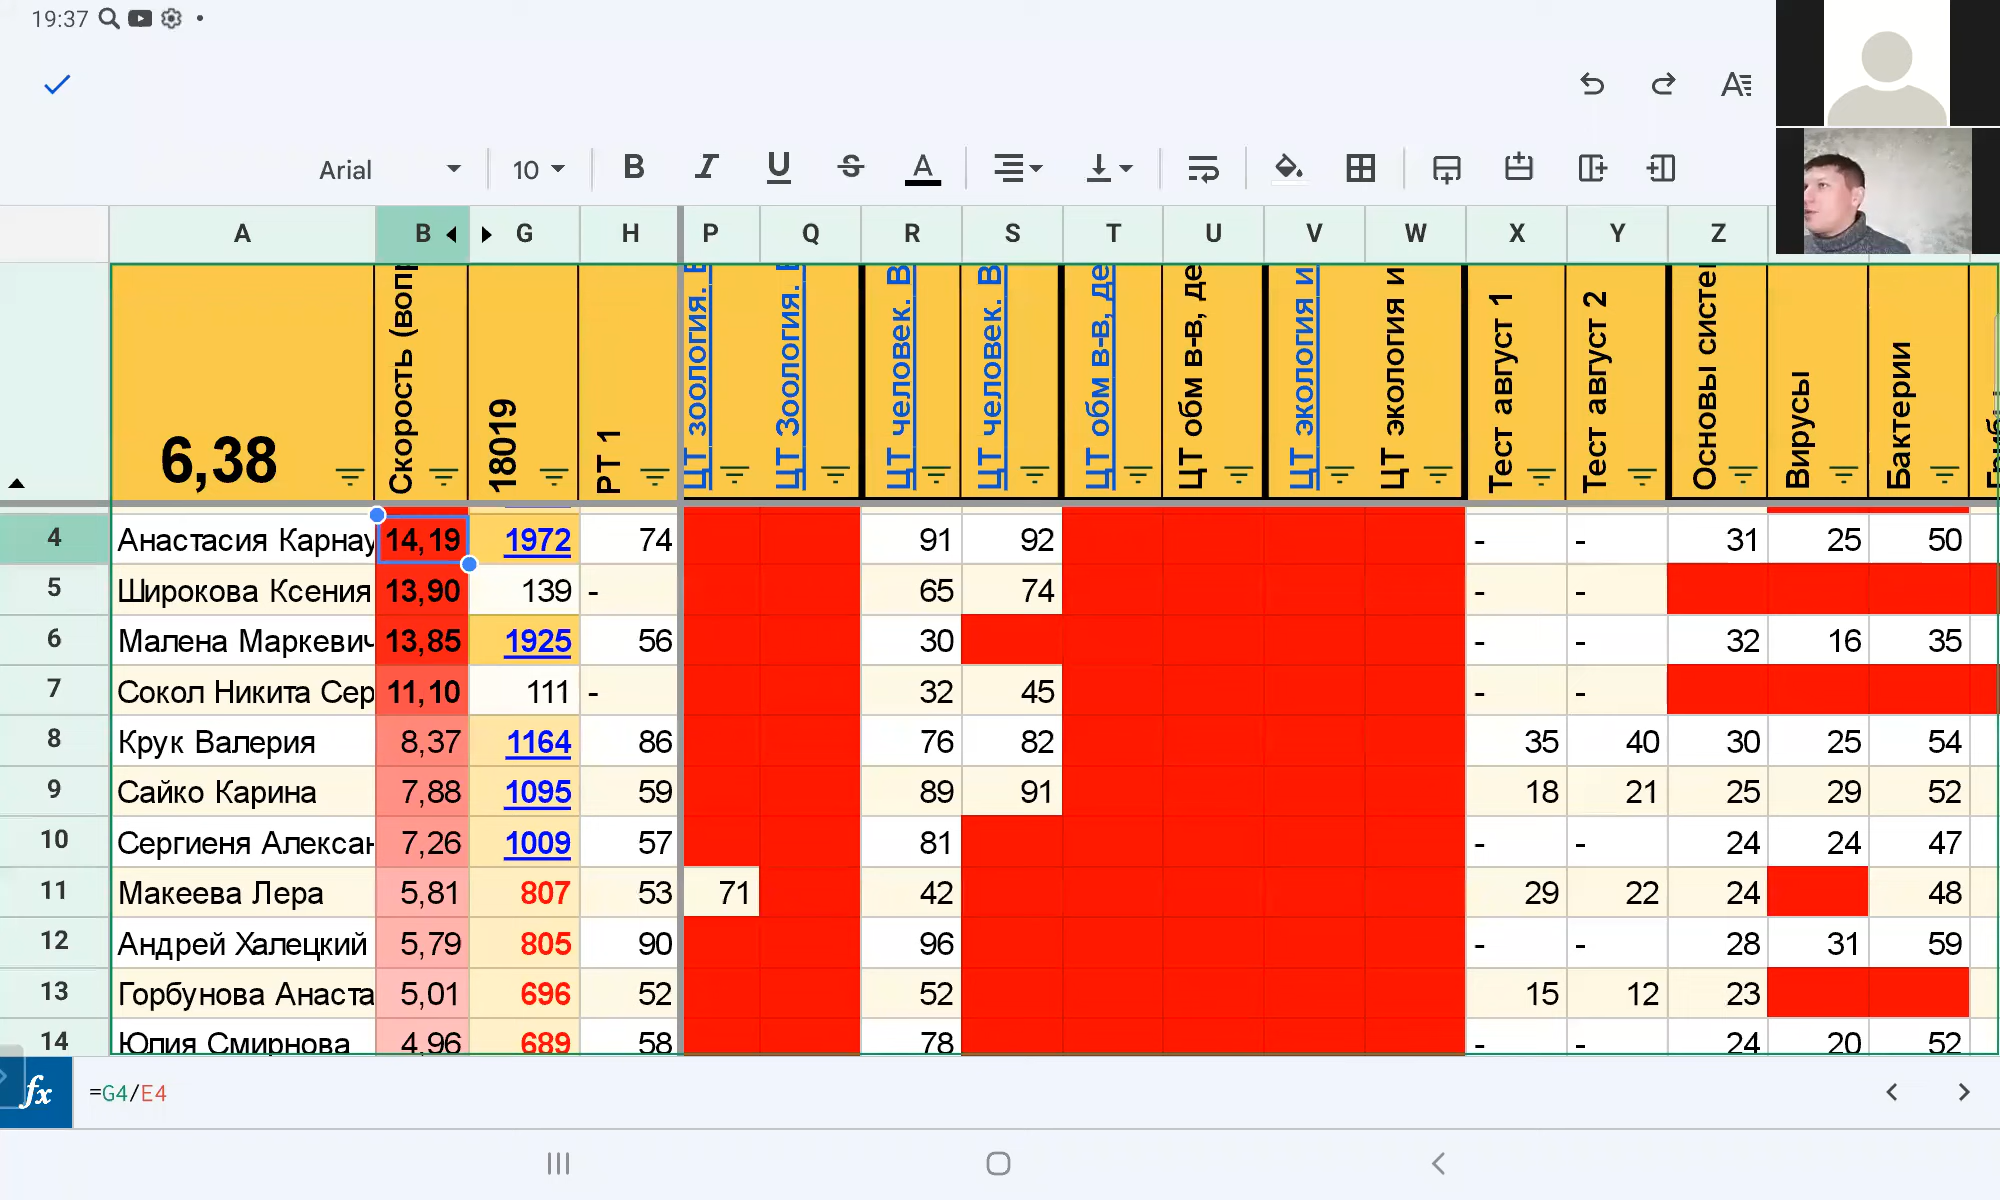 19:37
Arial 10 B I U S A
A B G H P Q R S T U V W X Y Z
6,38 Скорость (вопр 18019 РТ 1 ЦТ зоология. ЦТ Зоология. ЦТ человек. В ЦТ человек. В ЦТ обм в-в, де ЦТ обм в-в, де ЦТ экология и ЦТ экология и Тест август 1 Тест август 2 Основы систе Вирусы Бактерии
4 Анастасия Карнау 14,19 1972 74 91 92 - - 31 25 50
5 Широкова Ксения 13,90 139 - 65 74 - -
6 Малена Маркевич 13,85 1925 56 30 - - 32 16 35
7 Сокол Никита Сер 11,10 111 - 32 45 - -
8 Крук Валерия 8,37 1164 86 76 82 35 40 30 25 54
9 Сайко Карина 7,88 1095 59 89 91 18 21 25 29 52
10 Сергиеня Алексан 7,26 1009 57 81 - - 24 24 47
11 Макеева Лера 5,81 807 53 71 42 29 22 24 48
12 Андрей Халецкий 5,79 805 90 96 - - 28 31 59
13 Горбунова Анаста 5,01 696 52 52 15 12 23
14 Юлия Смирнова 4,96 689 58 78 - - 24 20 52
fx =G4/E4